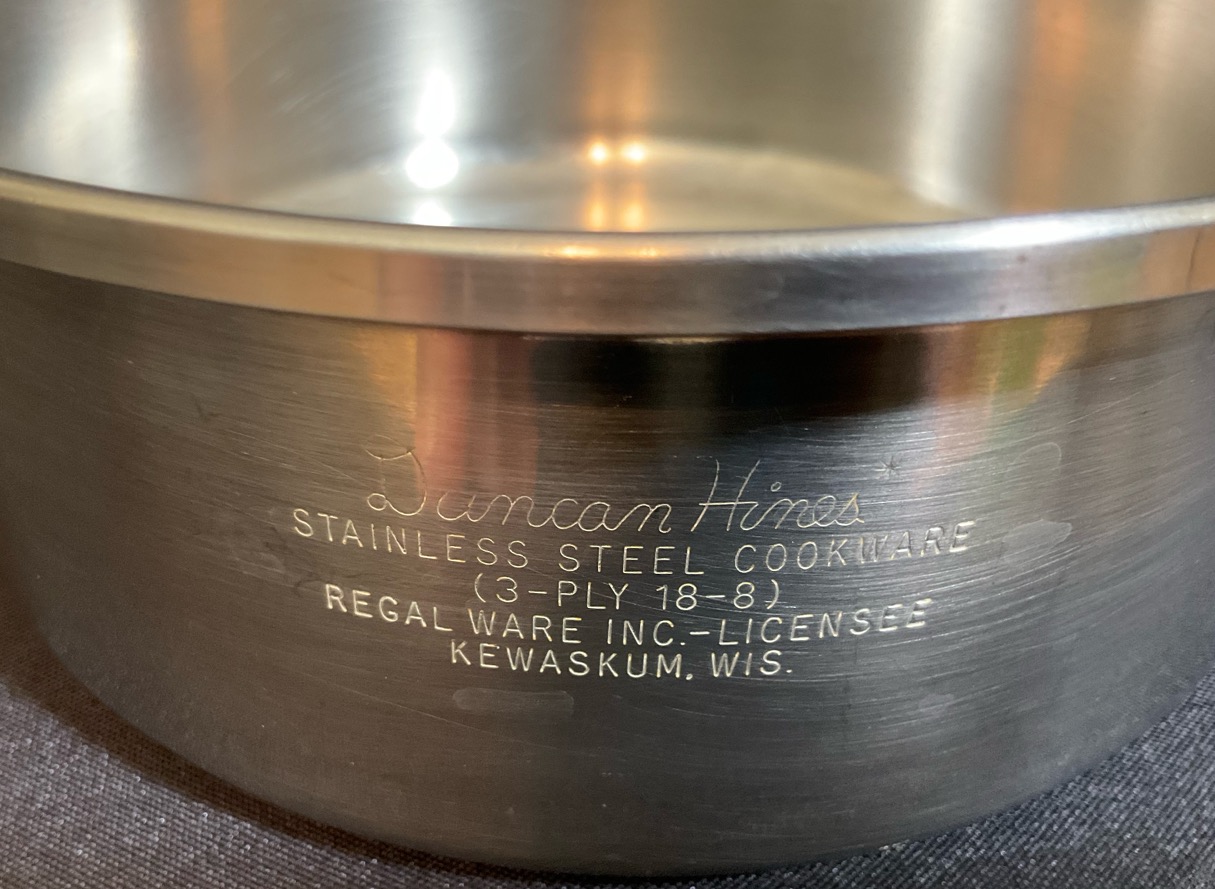 Duncan Hines*
STAINLESS STEEL COOKWARE
(3-PLY 18-8)
REGAL WARE INC.-LICENSEE
KEWASKUM, WIS.